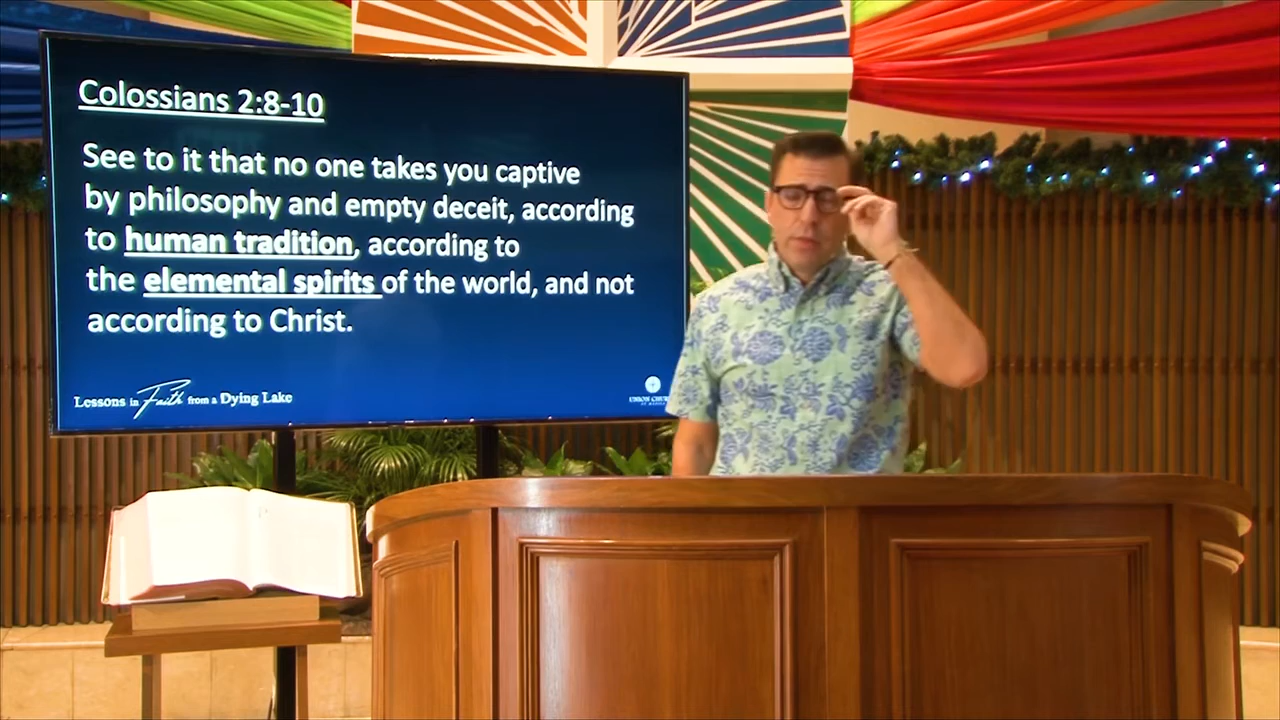 Colossians 2:8-10
See to it that no one takes you captive
by philosophy and empty deceit, according
to human tradition, according to
the elemental spirits of the world, and not
according to Christ.
Lessons in Faith from a Dying Lake
UNION CHURCH